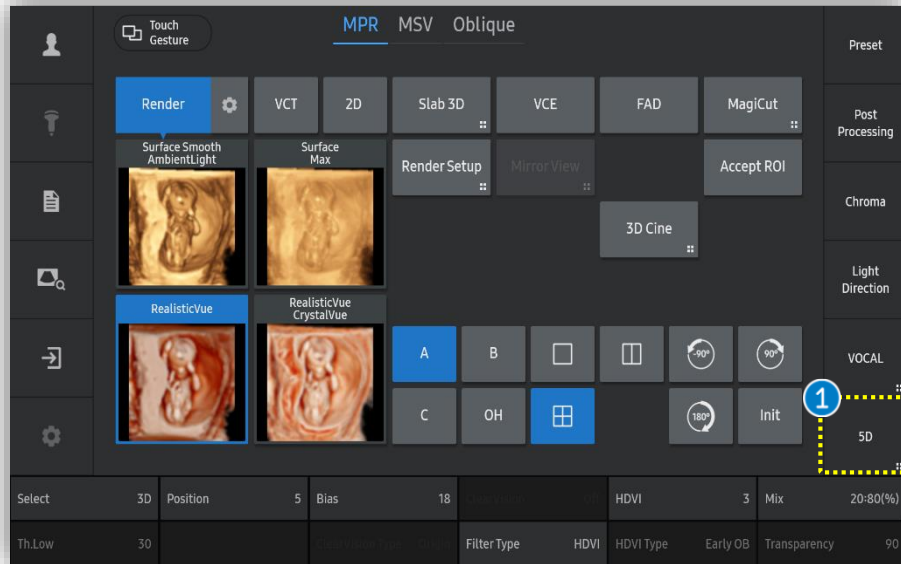 Touch
Gesture
MPR MSV Oblique
Preset
Render VCT 2D Slab 3D VCE FAD MagiCut
Post
Processing
Surface Smooth
AmbientLight
Surface
Max
Render Setup Mirror View Accept ROI
Chroma
3D Cine
Light
Direction
RealisticVue
RealisticVue
CrystalVue
A B -90° 90°
VOCAL
1
C OH 180° Init
5D
Select 3D Position 5 Bias 18 HDVI 3 Mix 20:80(%)
Th.Low 30 Filter Type HDVI HDVI Type Early OB Transparency 90